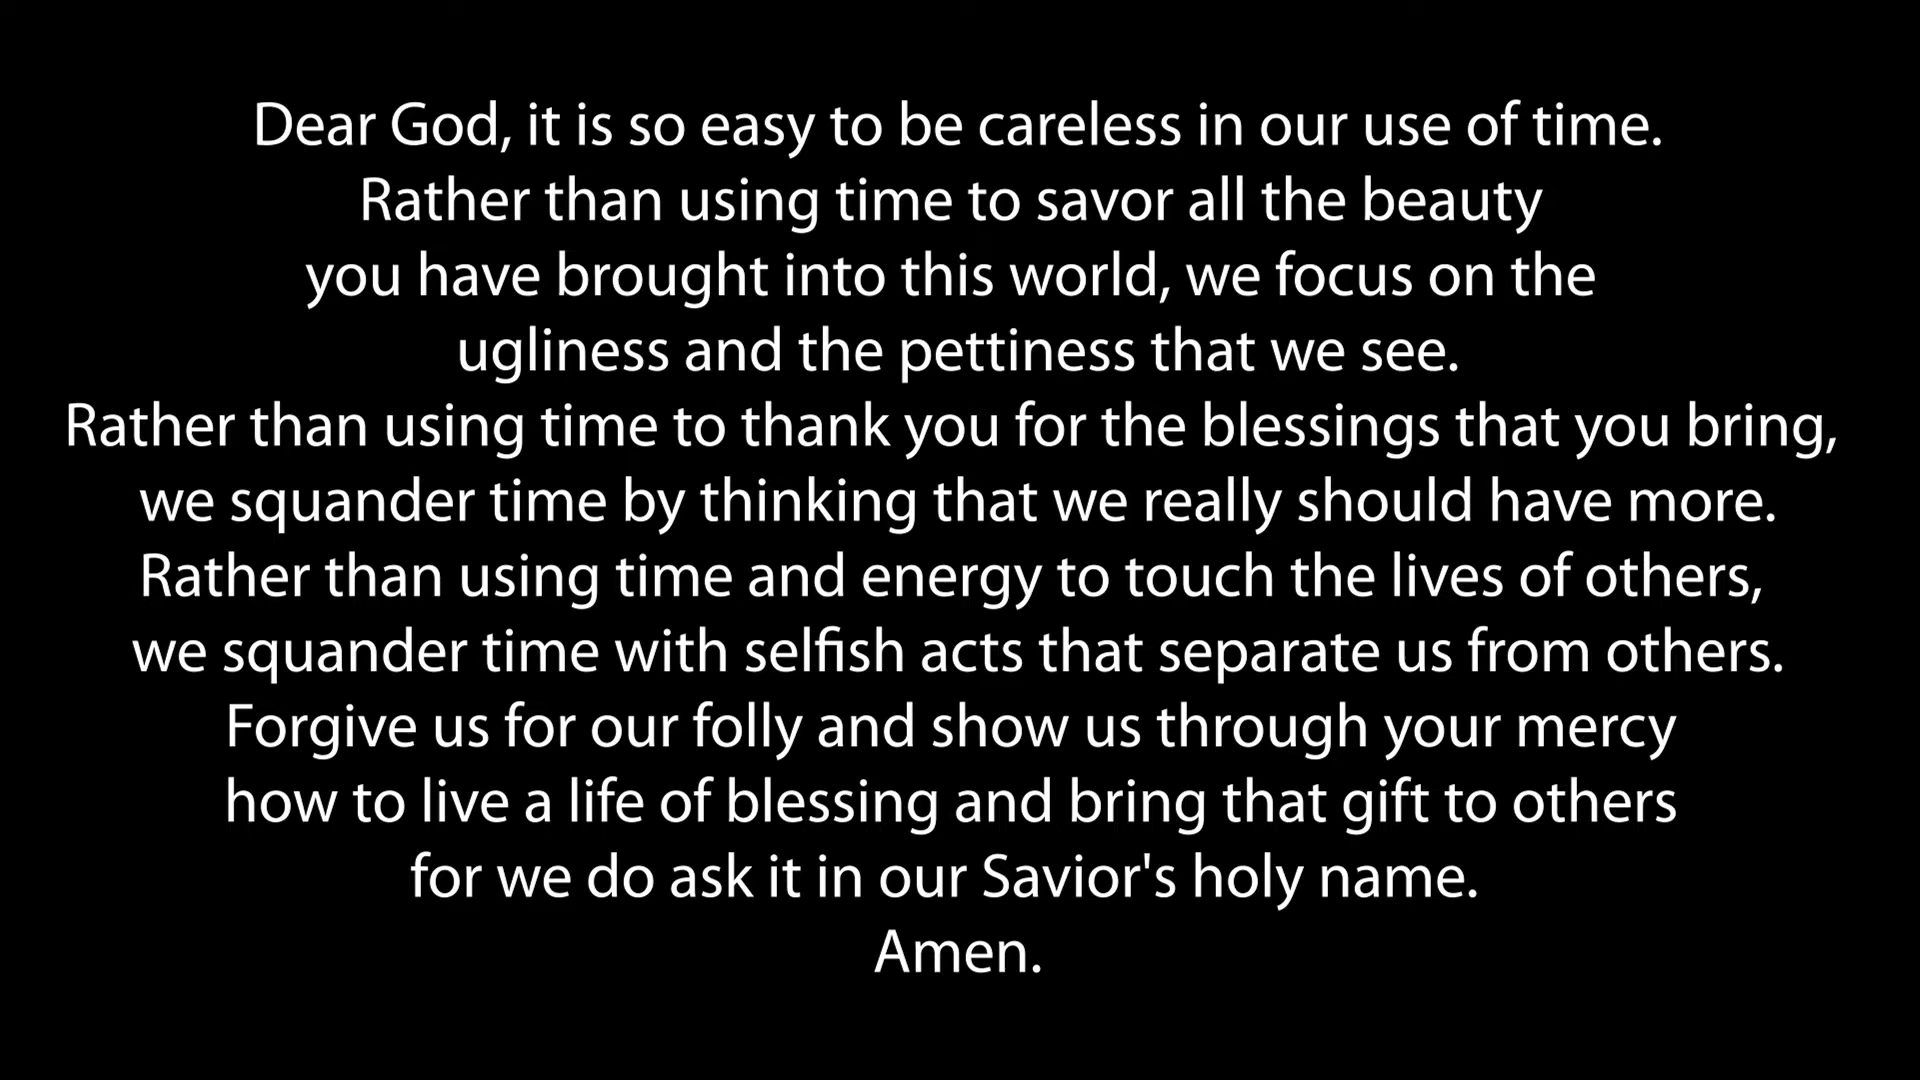 Dear God, it is so easy to be careless in our use of time.
Rather than using time to savor all the beauty
you have brought into this world, we focus on the
ugliness and the pettiness that we see.
Rather than using time to thank you for the blessings that you bring,
we squander time by thinking that we really should have more.
Rather than using time and energy to touch the lives of others,
we squander time with selfish acts that separate us from others.
Forgive us for our folly and show us through your mercy
how to live a life of blessing and bring that gift to others
for we do ask it in our Savior's holy name.
Amen.